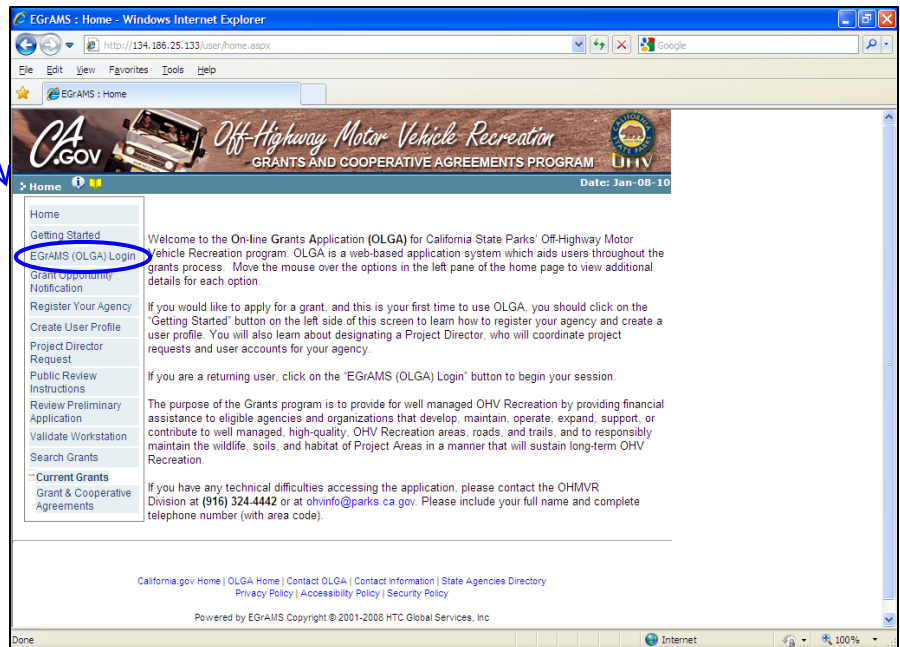 EGrAMS : Home - Windows Internet Explorer
http://134.186.25.133/user/home.aspx
Google
File Edit View Favorites Tools Help
EGrAMS : Home
CA.GOV
Off-Highway Motor Vehicle Recreation
GRANTS AND COOPERATIVE AGREEMENTS PROGRAM
CALIFORNIA STATE PARKS
OHV
Home
Date: Jan-08-10
Home
Getting Started
EGrAMS (OLGA) Login
Grant Opportunity
Notification
Register Your Agency
Create User Profile
Project Director
Request
Public Review
Instructions
Review Preliminary
Application
Validate Workstation
Search Grants
Current Grants
Grant & Cooperative
Agreements
Welcome to the On-line Grants Application (OLGA) for California State Parks' Off-Highway Motor
Vehicle Recreation program. OLGA is a web-based application system which aids users throughout the
grants process. Move the mouse over the options in the left pane of the home page to view additional
details for each option.
If you would like to apply for a grant, and this is your first time to use OLGA, you should click on the
"Getting Started" button on the left side of this screen to learn how to register your agency and create a
user profile. You will also learn about designating a Project Director, who will coordinate project
requests and user accounts for your agency.
If you are a returning user, click on the "EGrAMS (OLGA) Login" button to begin your session.
The purpose of the Grants program is to provide for well managed OHV Recreation by providing financial
assistance to eligible agencies and organizations that develop, maintain, operate, expand, support, or
contribute to well managed, high-quality, OHV Recreation areas, roads, and trails, and to responsibly
maintain the wildlife, soils, and habitat of Project Areas in a manner that will sustain long-term OHV
Recreation.
If you have any technical difficulties accessing the application, please contact the OHMVR
Division at (916) 324-4442 or at ohvinfo@parks.ca.gov. Please include your full name and complete
telephone number (with area code).
California.gov Home | OLGA Home | Contact OLGA | Contact Information | State Agencies Directory
Privacy Policy | Accessibility Policy | Security Policy
Powered by EGrAMS Copyright © 2001-2008 HTC Global Services, Inc
Done
Internet
100%